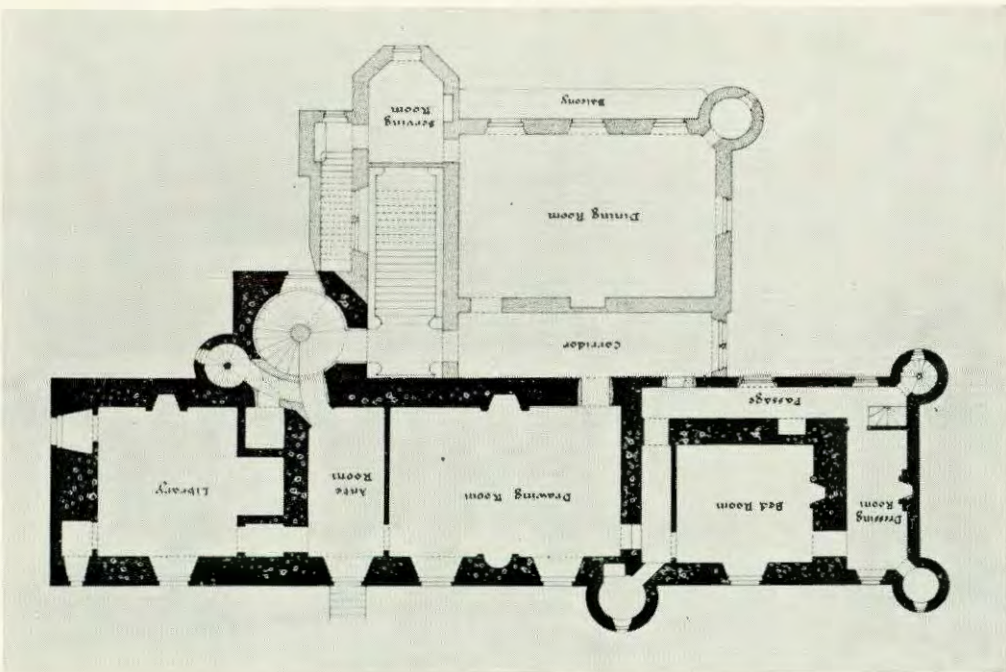 Dressing
Room
Bed Room
Drawing Room
Ante
Room
Library
Passage
Corridor
Dining Room
Serving
Room
Balcony